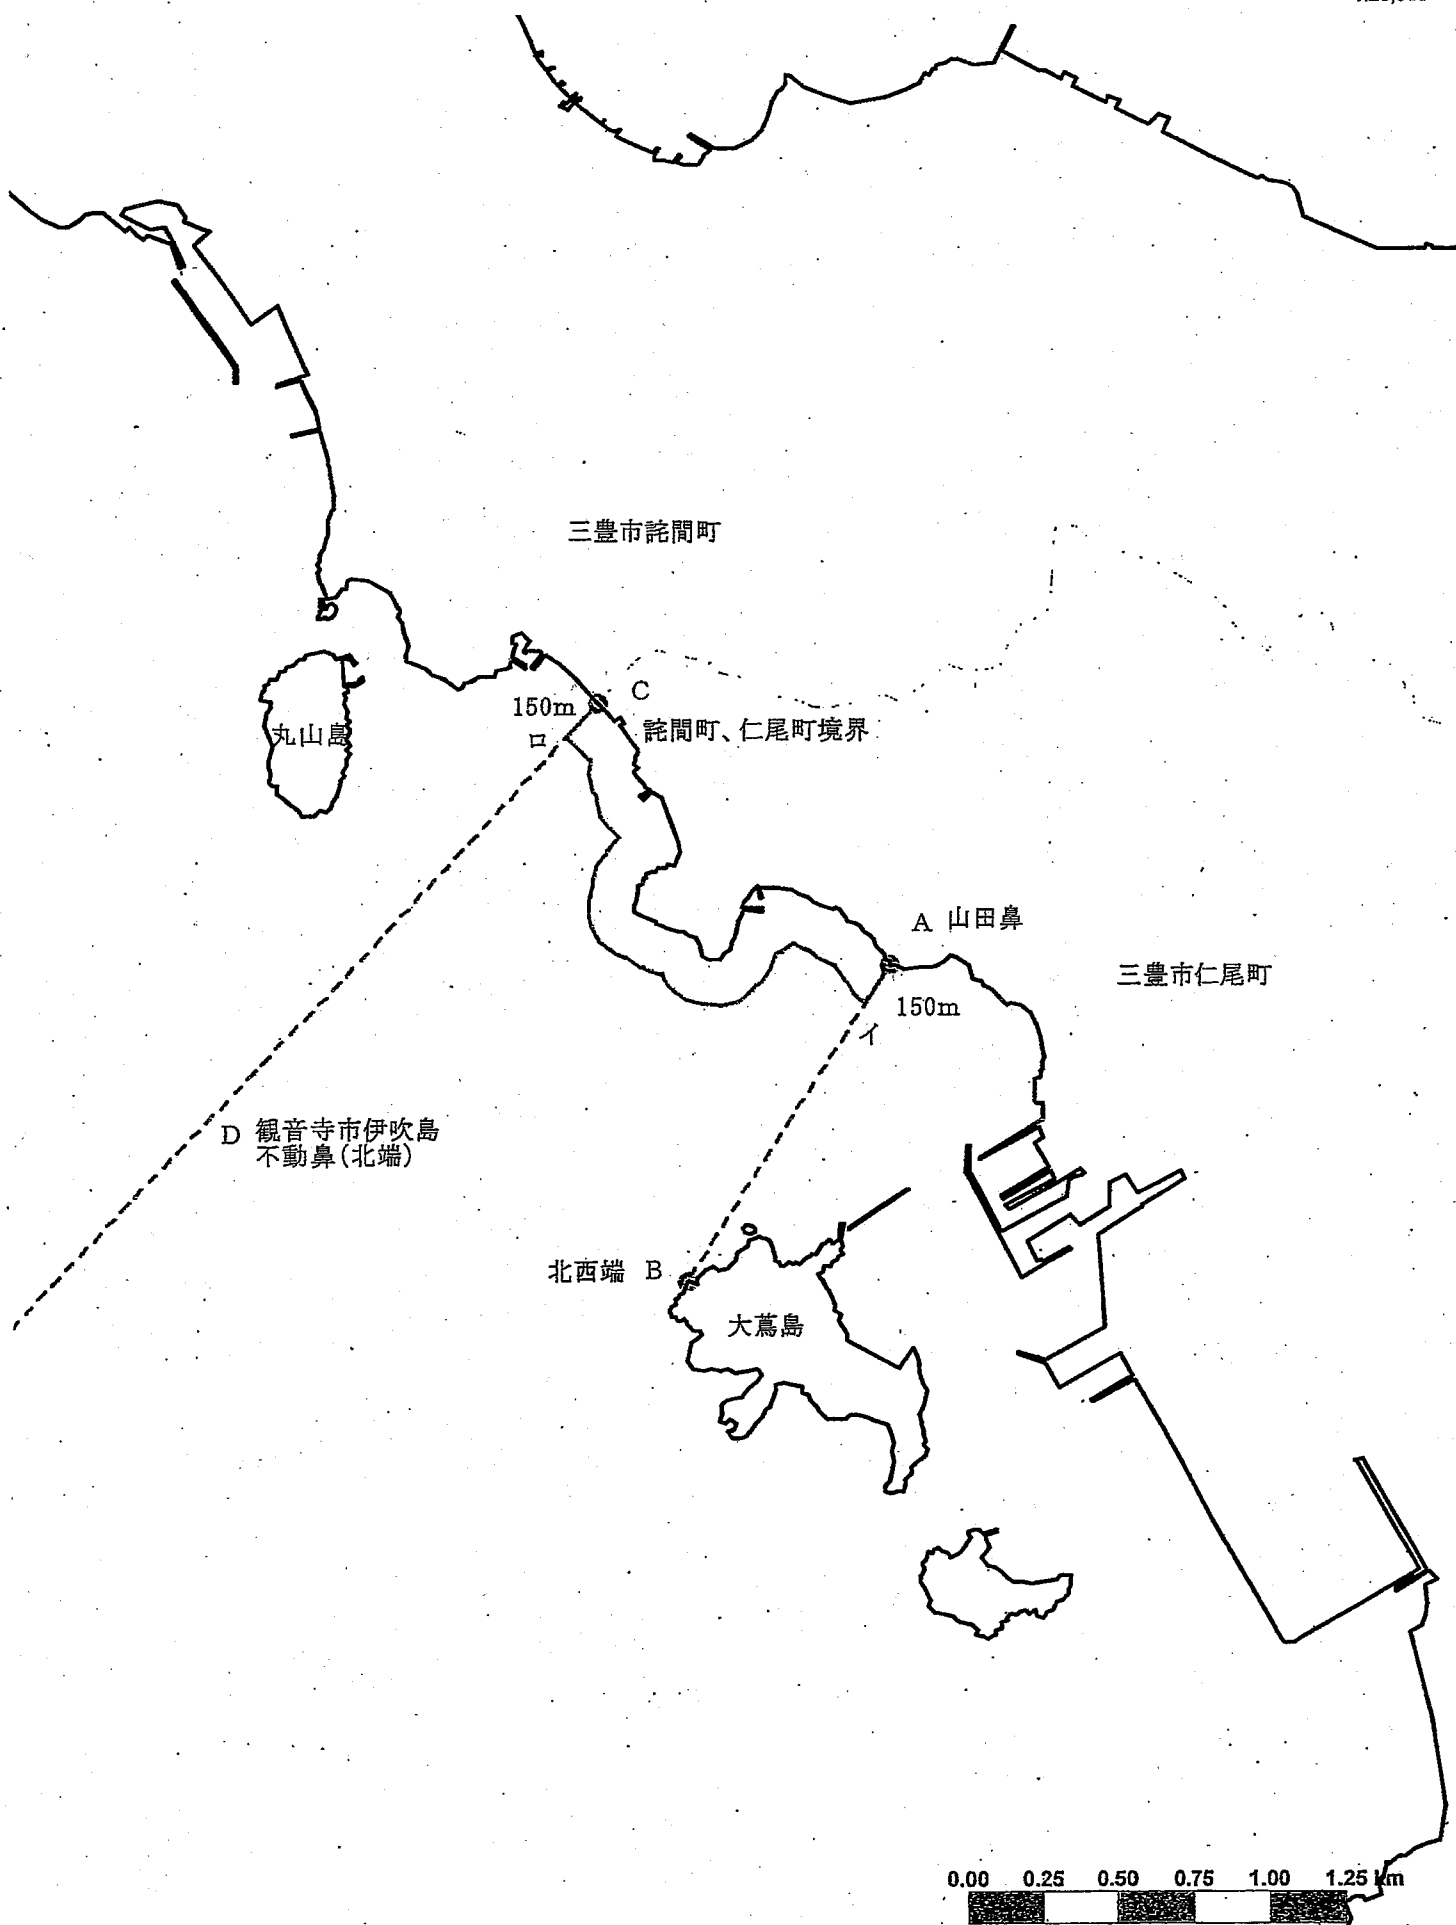 三豊市詫間町
C
150m
ロ
詫間町、仁尾町境界
丸山島
A 山田鼻
三豊市仁尾町
150m
イ
D 観音寺市伊吹島
不動鼻(北端)
北西端 B
大蔦島
0.00 0.25 0.50 0.75 1.00 1.25 km